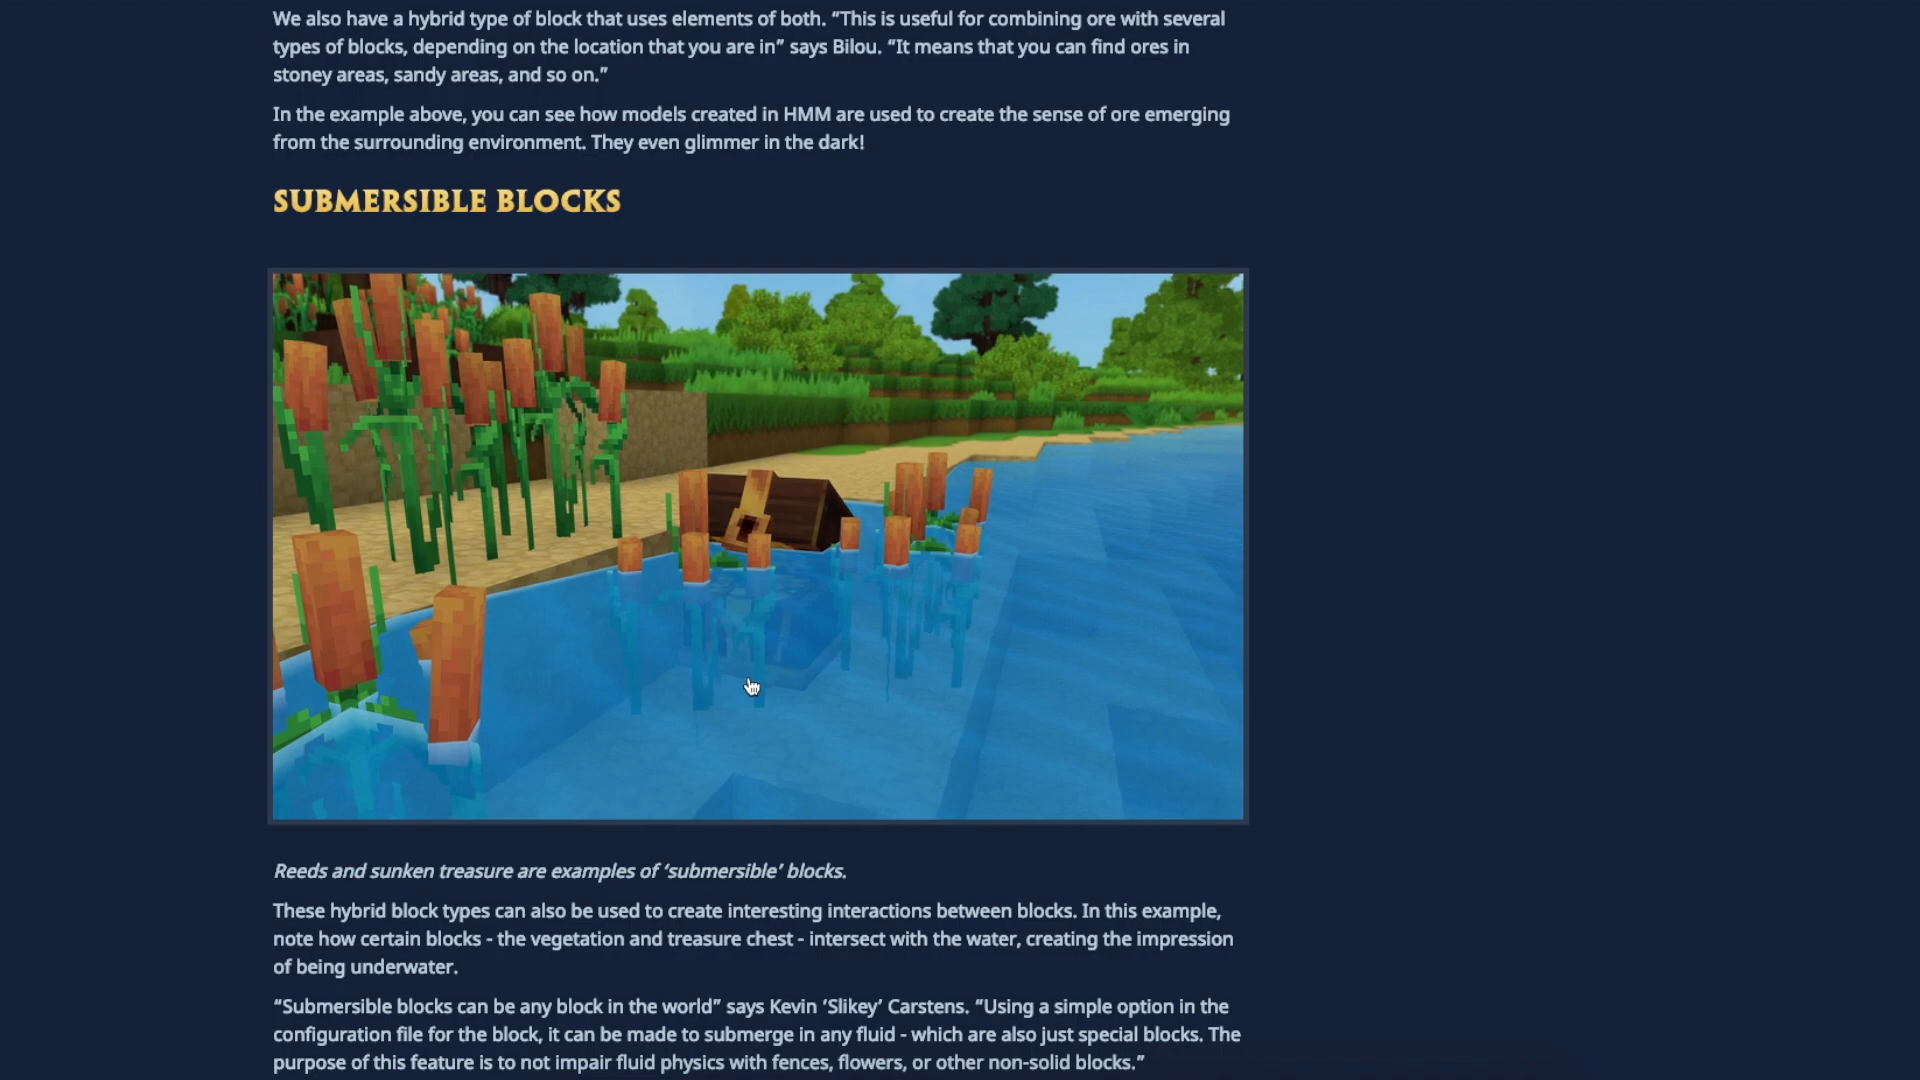 We also have a hybrid type of block that uses elements of both. “This is useful for combining ore with several
types of blocks, depending on the location that you are in” says Bilou. “It means that you can find ores in
stoney areas, sandy areas, and so on.”
In the example above, you can see how models created in HMM are used to create the sense of ore emerging
from the surrounding environment. They even glimmer in the dark!
SUBMERSIBLE BLOCKS
Reeds and sunken treasure are examples of ‘submersible’ blocks.
These hybrid block types can also be used to create interesting interactions between blocks. In this example,
note how certain blocks - the vegetation and treasure chest - intersect with the water, creating the impression
of being underwater.
“Submersible blocks can be any block in the world” says Kevin ‘Slikey’ Carstens. “Using a simple option in the
configuration file for the block, it can be made to submerge in any fluid - which are also just special blocks. The
purpose of this feature is to not impair fluid physics with fences, flowers, or other non-solid blocks.”